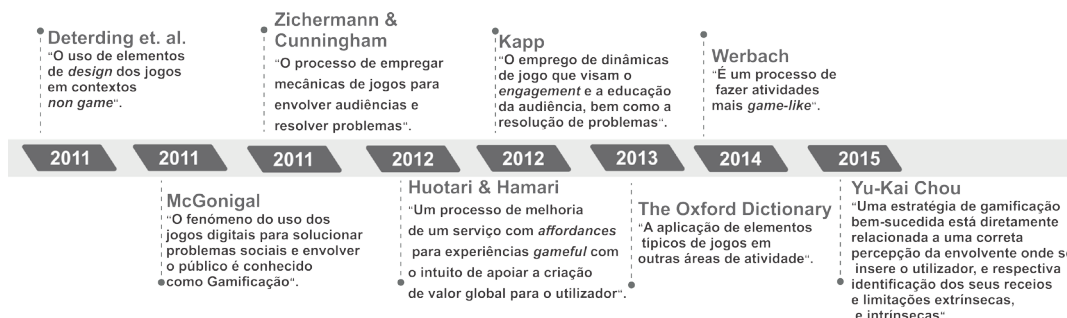 Deterding et. al.
“O uso de elementos
de design dos jogos
em contextos
non game“.
Zichermann &
Cunningham
“O processo de empregar
mecânicas de jogos para
envolver audiências e
resolver problemas“.
Kapp
“O emprego de dinâmicas
de jogo que visam o
engagement e a educação
da audiência, bem como a
resolução de problemas“.
Werbach
“É um processo de
fazer atividades
mais game-like“.
2011
2011
2011
2012
2012
2013
2014
2015
McGonigal
“O fenómeno do uso dos
jogos digitais para solucionar
problemas sociais e envolver
o público é conhecido
como Gamificação“.
Huotari & Hamari
“Um processo de melhoria
de um serviço com affordances
para experiências gameful com
o intuito de apoiar a criação
de valor global para o utilizador“.
The Oxford Dictionary
“A aplicação de elementos
típicos de jogos em
outras áreas de atividade“.
Yu-Kai Chou
“Uma estratégia de gamificação
bem-sucedida está diretamente
relacionada a uma correta
percepção da envolvente onde
insere o utilizador, e respectiva
identificação dos seus receios
e limitações extrínsecas,
e intrínsecas“